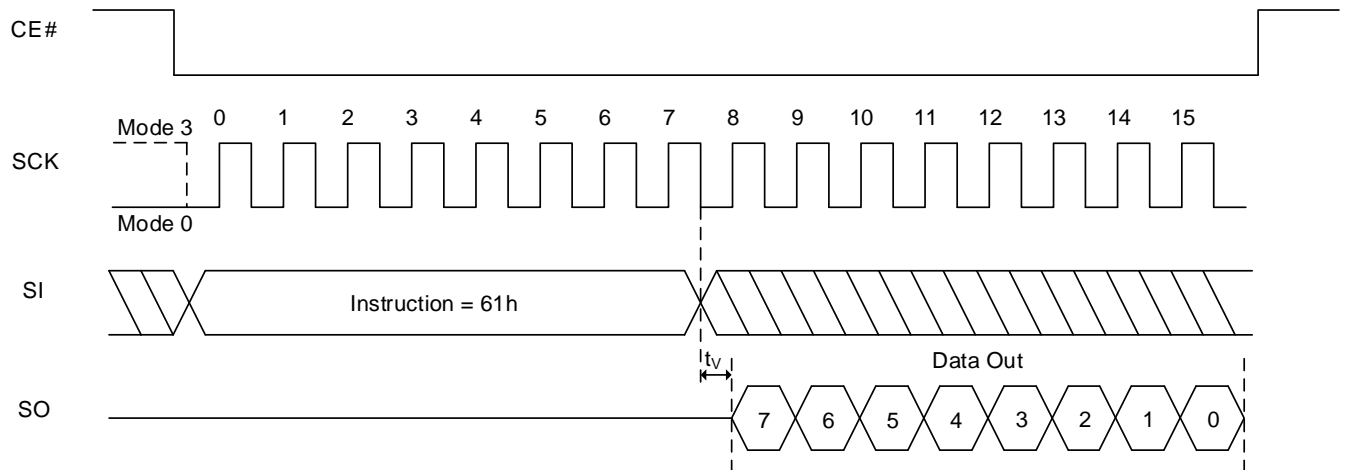 CE#
Mode 3 0 1 2 3 4 5 6 7 8 9 10 11 12 13 14 15
SCK
Mode 0
SI Instruction = 61h
tV Data Out
SO 7 6 5 4 3 2 1 0